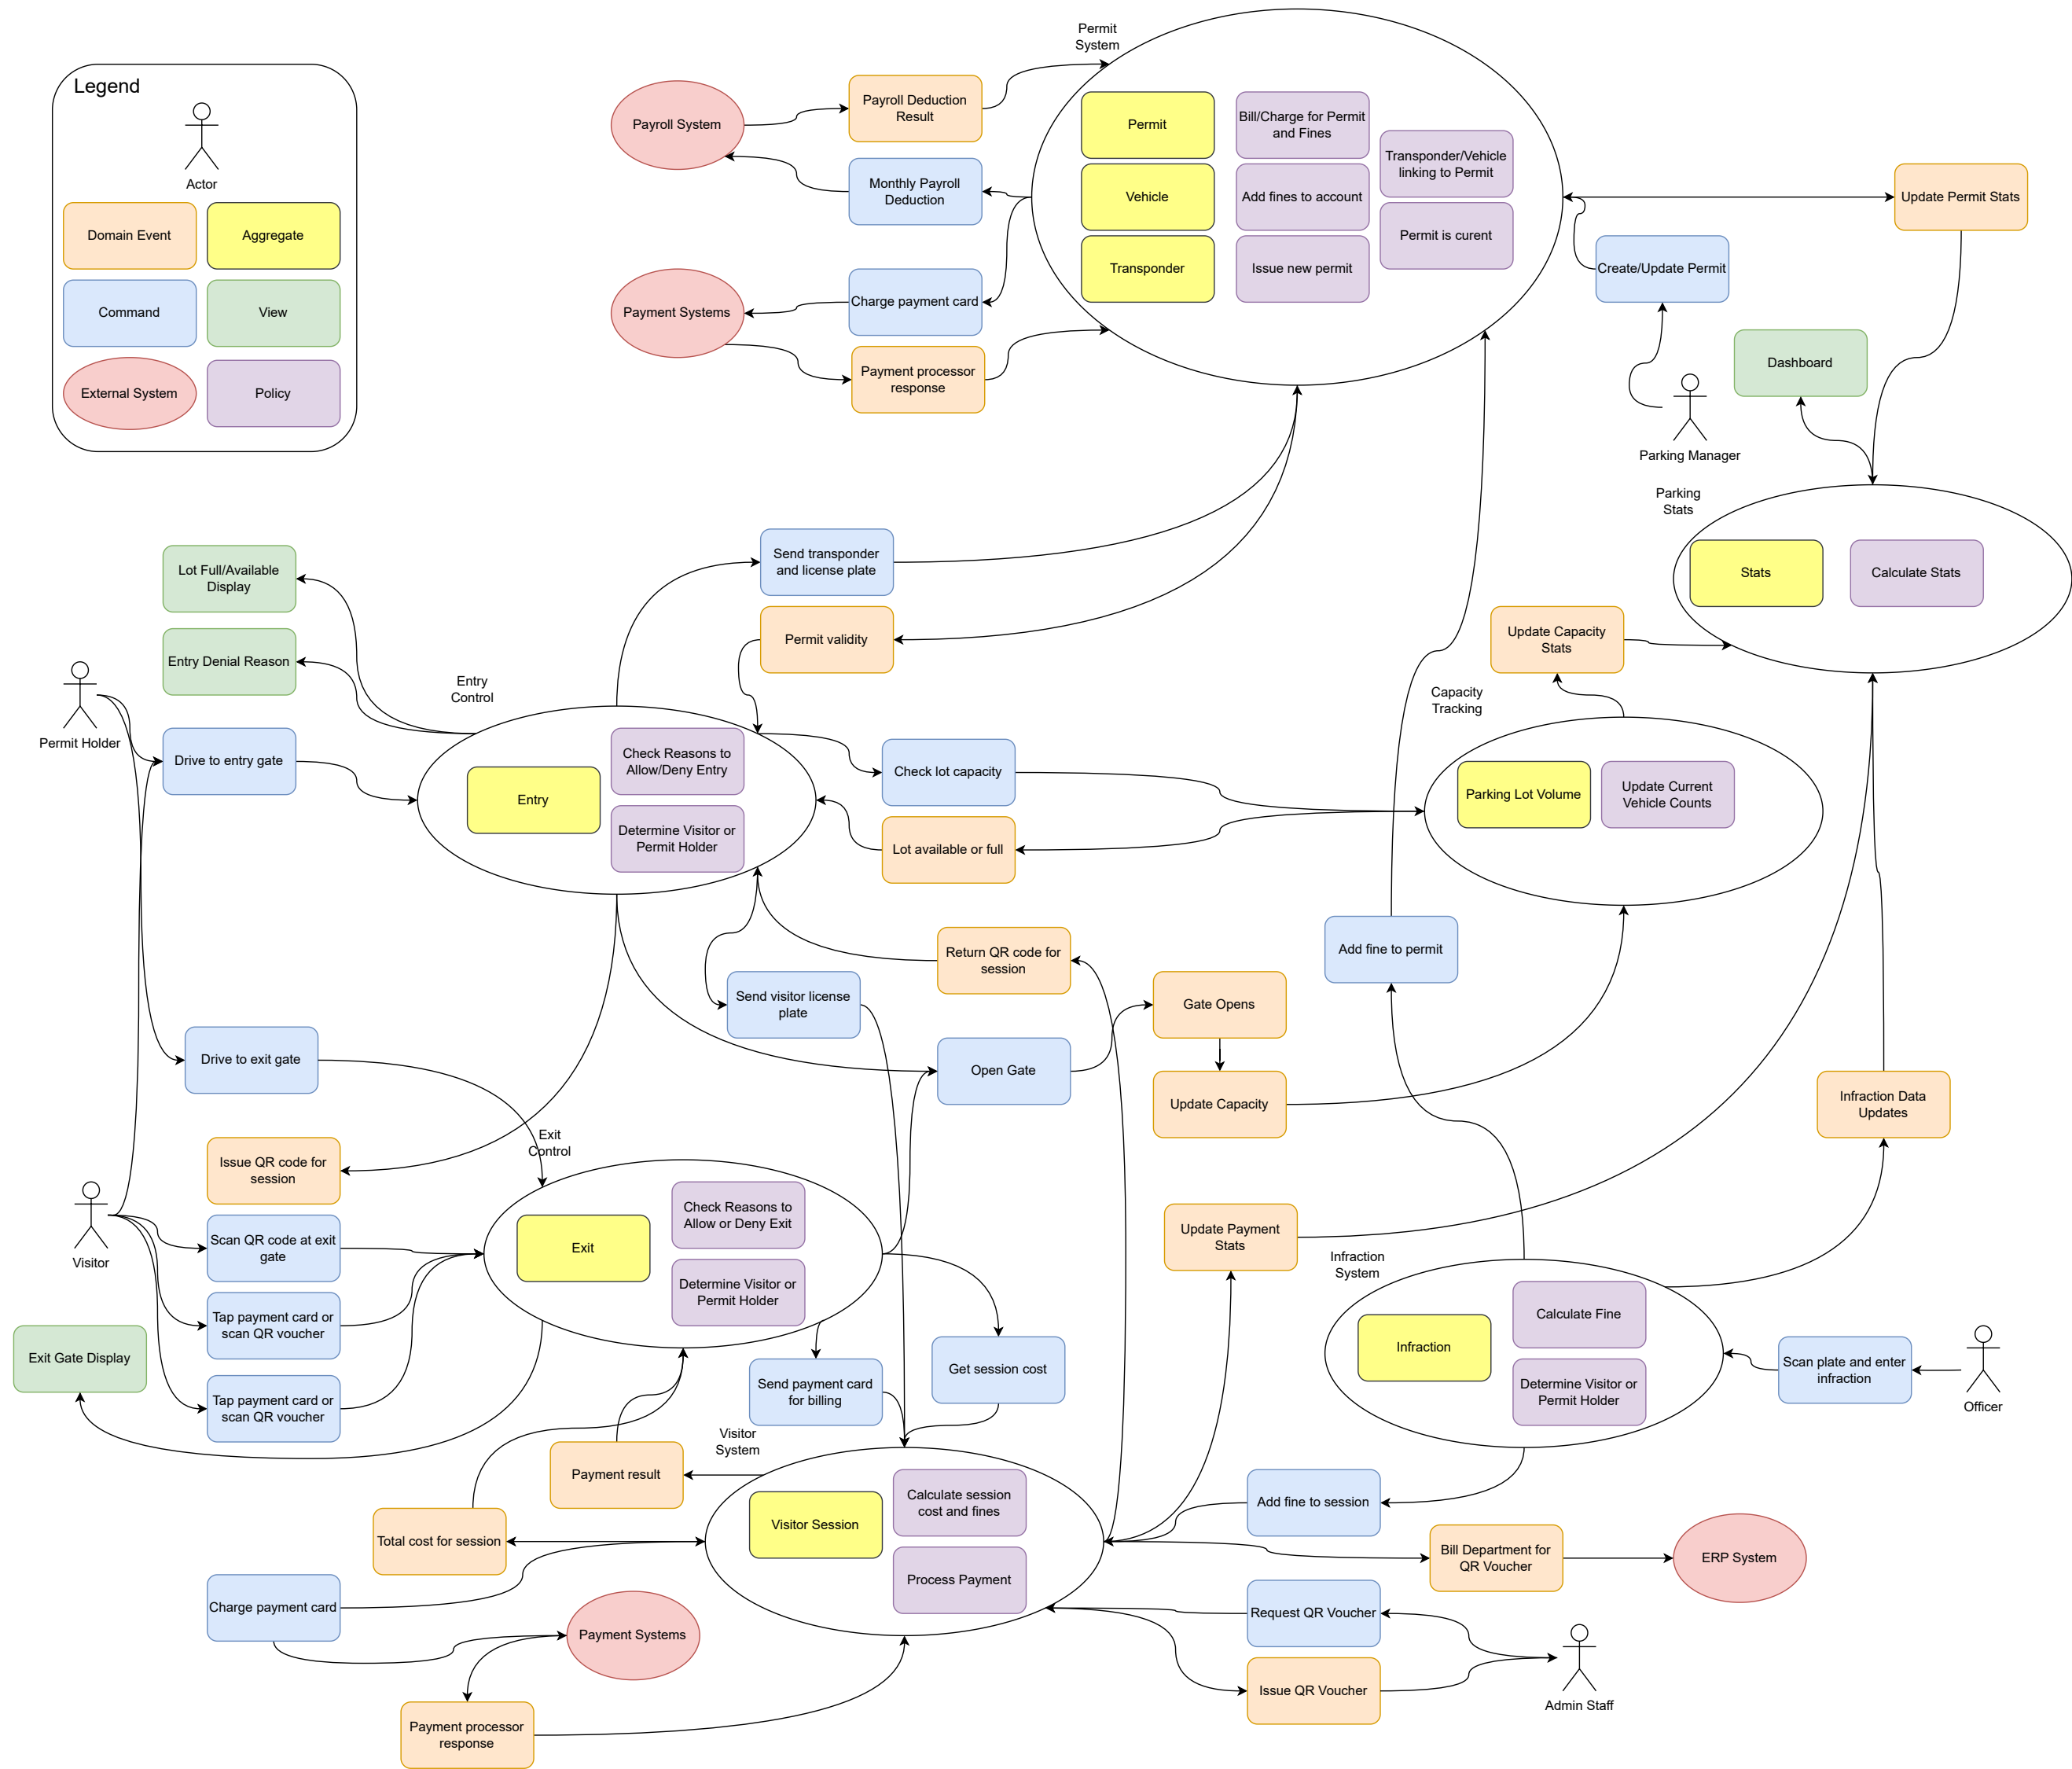 Legend
Actor
Domain Event
Aggregate
Command
View
External System
Policy
Permit
System
Payroll System
Payroll Deduction
Result
Monthly Payroll
Deduction
Payment Systems
Charge payment card
Payment processor
response
Permit
Vehicle
Transponder
Bill/Charge for Permit
and Fines
Add fines to account
Issue new permit
Transponder/Vehicle
linking to Permit
Permit is curent
Update Permit Stats
Create/Update Permit
Dashboard
Parking Manager
Parking
Stats
Stats
Calculate Stats
Lot Full/Available
Display
Entry Denial Reason
Permit Holder
Drive to entry gate
Entry
Control
Send transponder
and license plate
Permit validity
Entry
Check Reasons to
Allow/Deny Entry
Determine Visitor or
Permit Holder
Check lot capacity
Lot available or full
Update Capacity
Stats
Capacity
Tracking
Parking Lot Volume
Update Current
Vehicle Counts
Add fine to permit
Return QR code for
session
Send visitor license
plate
Gate Opens
Open Gate
Update Capacity
Infraction Data
Updates
Drive to exit gate
Exit
Control
Issue QR code for
session
Visitor
Scan QR code at exit
gate
Tap payment card or
scan QR voucher
Tap payment card or
scan QR voucher
Exit Gate Display
Exit
Check Reasons to
Allow or Deny Exit
Determine Visitor or
Permit Holder
Update Payment
Stats
Infraction
System
Infraction
Calculate Fine
Determine Visitor or
Permit Holder
Scan plate and enter
infraction
Officer
Send payment card
for billing
Get session cost
Visitor
System
Payment result
Total cost for session
Visitor Session
Calculate session
cost and fines
Process Payment
Add fine to session
Bill Department for
QR Voucher
ERP System
Charge payment card
Payment Systems
Payment processor
response
Request QR Voucher
Issue QR Voucher
Admin Staff